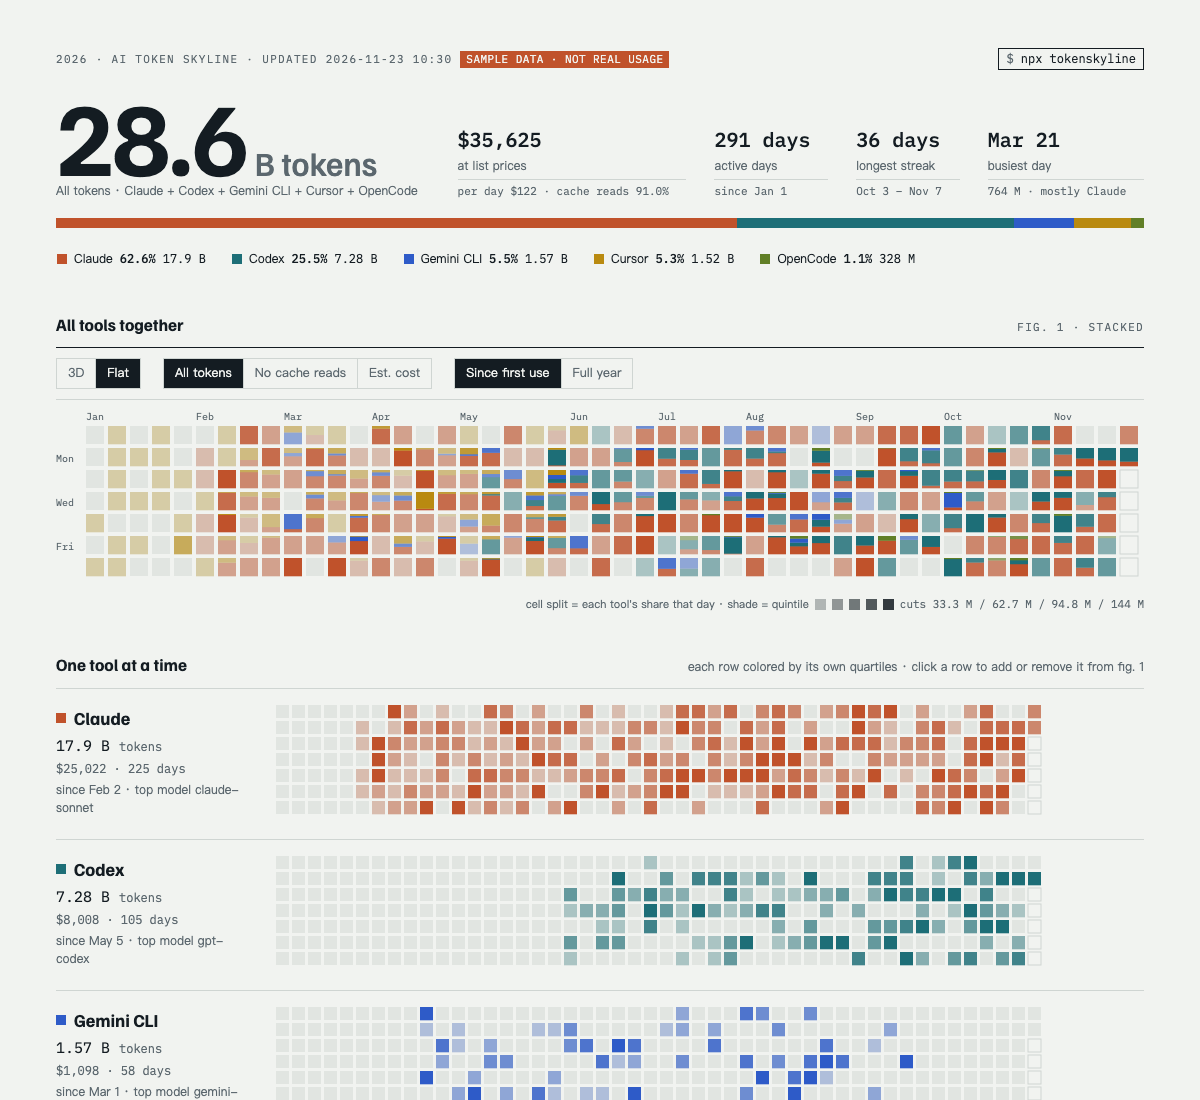 2026 · AI TOKEN SKYLINE · UPDATED 2026-11-23 10:30 SAMPLE DATA · NOT REAL USAGE
$ npx tokenskyline
28.6 B tokens
All tokens · Claude + Codex + Gemini CLI + Cursor + OpenCode
$35,625
at list prices
per day $122 · cache reads 91.0%
291 days
active days
since Jan 1
36 days
longest streak
Oct 3 – Nov 7
Mar 21
busiest day
764 M · mostly Claude
Claude 62.6% 17.9 B
Codex 25.5% 7.28 B
Gemini CLI 5.5% 1.57 B
Cursor 5.3% 1.52 B
OpenCode 1.1% 328 M
All tools together
FIG. 1 · STACKED
3D Flat
All tokens No cache reads Est. cost
Since first use Full year
Jan Feb Mar Apr May Jun Jul Aug Sep Oct Nov
Mon
Wed
Fri
cell split = each tool's share that day · shade = quintile cuts 33.3 M / 62.7 M / 94.8 M / 144 M
One tool at a time
each row colored by its own quartiles · click a row to add or remove it from fig. 1
Claude
17.9 B tokens
$25,022 · 225 days
since Feb 2 · top model claude-
sonnet
Codex
7.28 B tokens
$8,008 · 105 days
since May 5 · top model gpt-
codex
Gemini CLI
1.57 B tokens
$1,098 · 58 days
since Mar 1 · top model gemini-